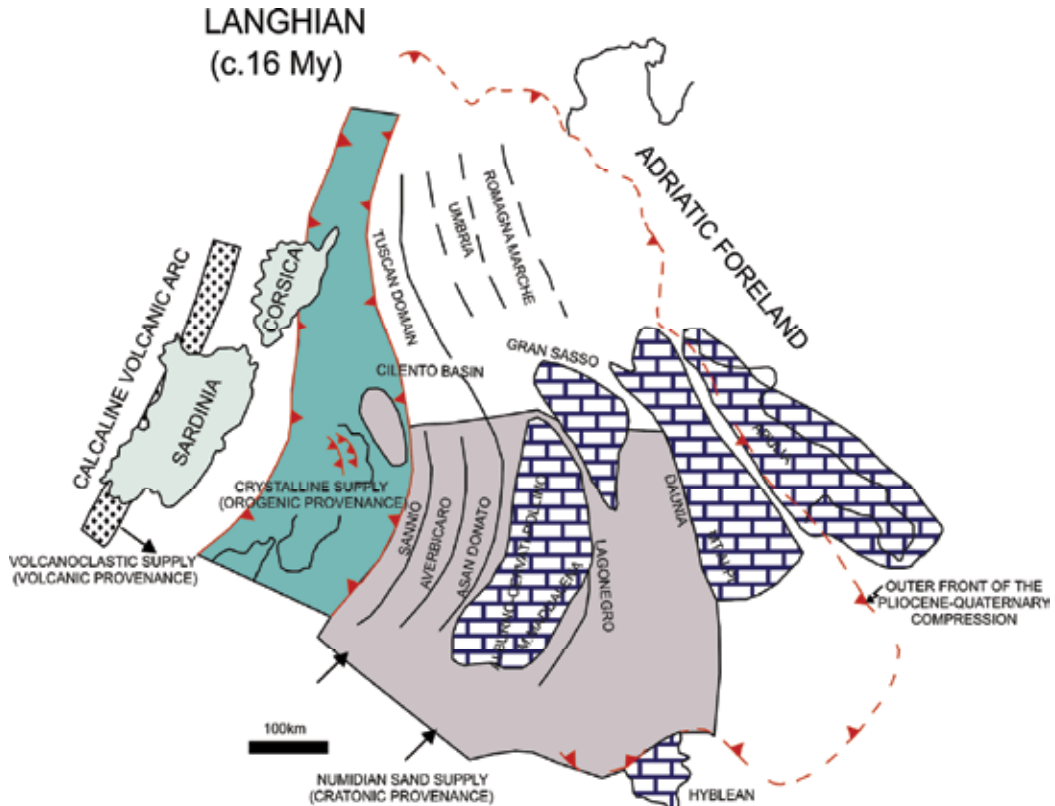 LANGHIAN
(c.16 My)
ADRIATIC FORELAND
ROMAGNA MARCHE
UMBRIA
TUSCAN DOMAIN
CORSICA
CALCALINE VOLCANIC ARC
SARDINIA
GRAN SASSO
CILENTO BASIN
APULIA
CRYSTALLINE SUPPLY
(OROGENIC PROVENANCE)
SANNIO
AVERBICARO
ASAN DONATO
LAGONEGRO
DAUNIA
VOLCANOCLASTIC SUPPLY
(VOLCANIC PROVENANCE)
OUTER FRONT OF THE
PLIOCENE-QUATERNARY
COMPRESSION
100km
NUMIDIAN SAND SUPPLY
(CRATONIC PROVENANCE)
HYBLEAN